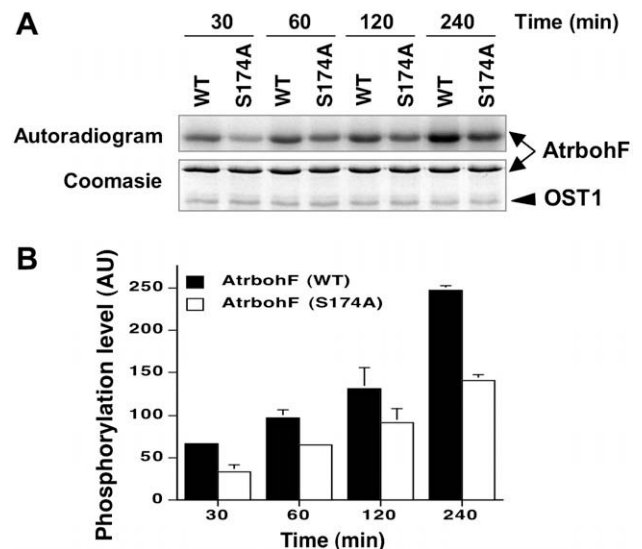 A
30 60 120 240 Time (min)
WT S174A WT S174A WT S174A WT S174A
Autoradiogram
AtrbohF
Coomasie
OST1
B
Phosphorylation level (AU)
250
200
150
100
50
0
AtrbohF (WT)
AtrbohF (S174A)
30 60 120 240
Time (min)